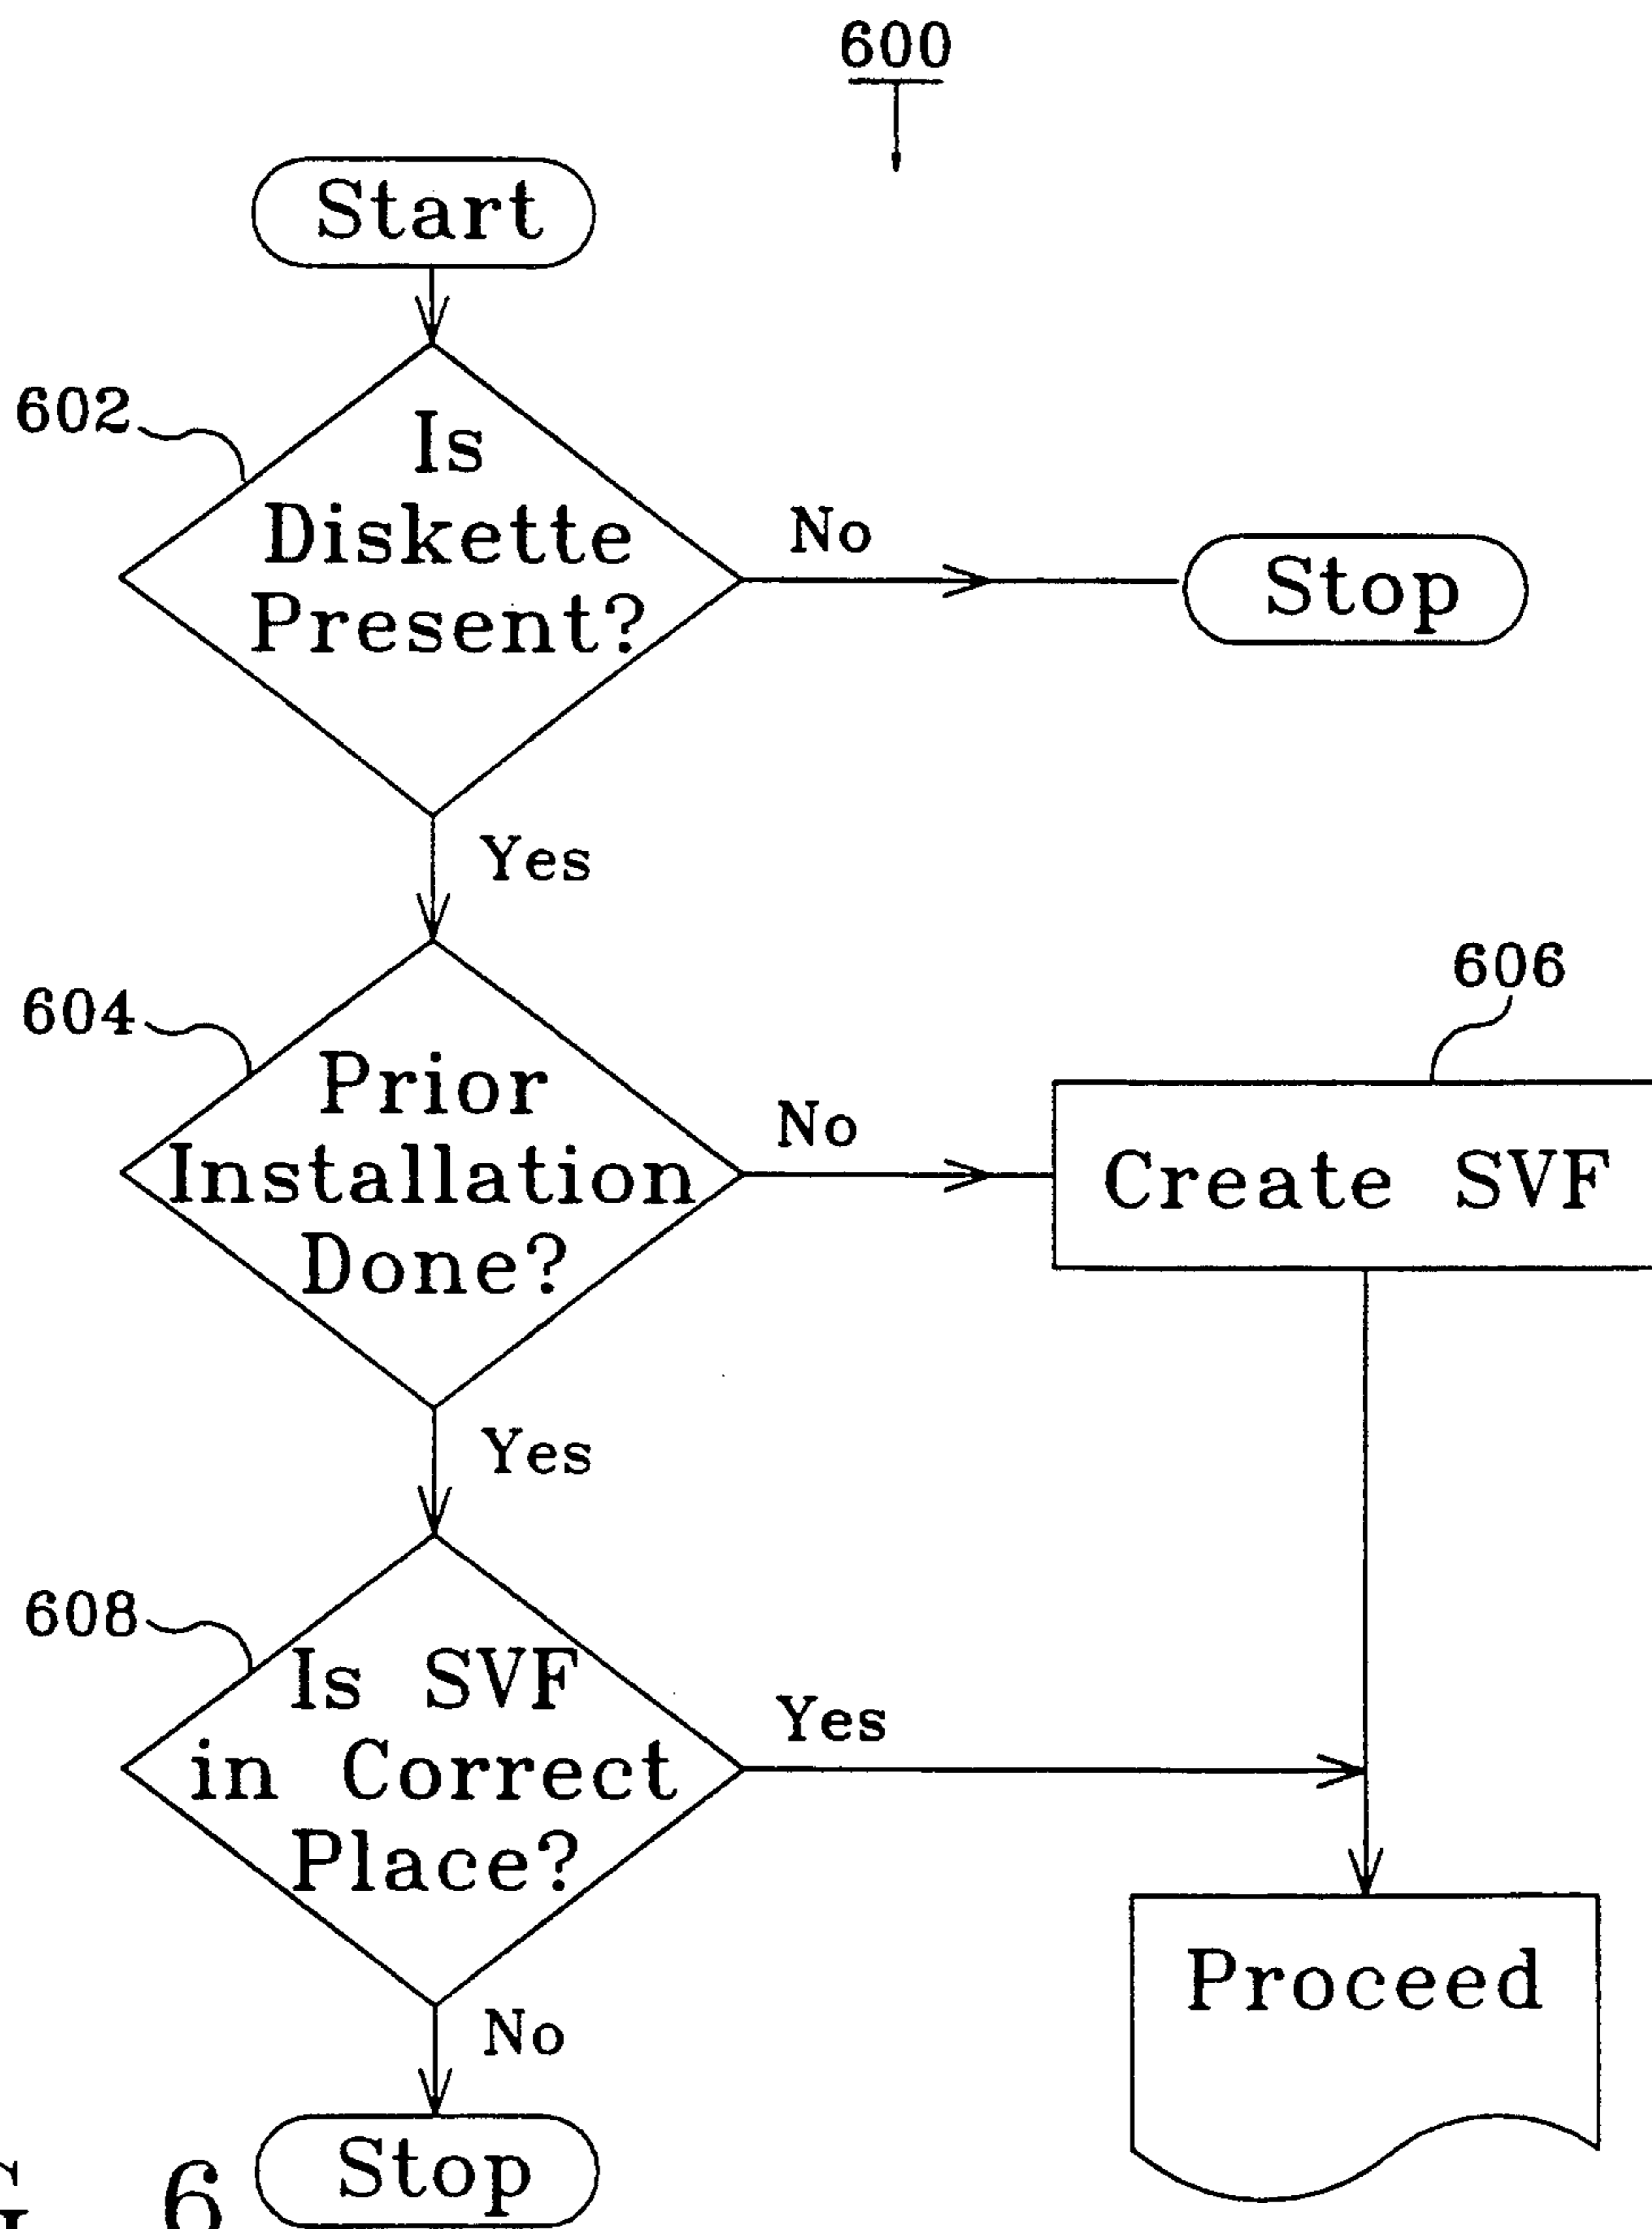 600
Start
602
Is
Diskette
Present?
No
Stop
Yes
604
Prior
Installation
Done?
No
606
Create SVF
Yes
608
Is SVF
in Correct
Place?
Yes
Proceed
No
Stop
6